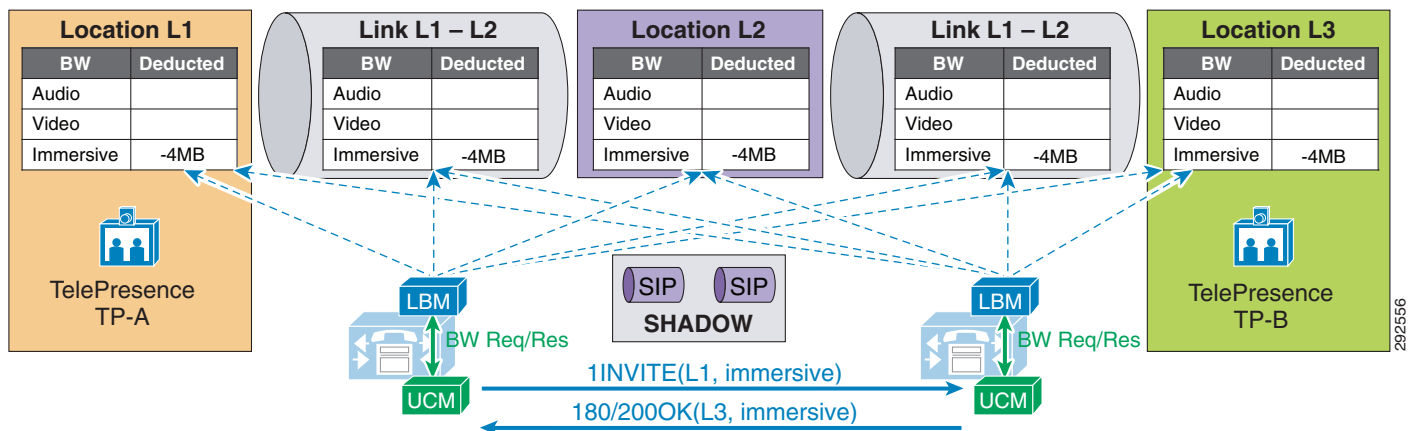 Location L1
BW Deducted
Audio
Video
Immersive -4MB
TelePresence
TP-A
Link L1 – L2
BW Deducted
Audio
Video
Immersive -4MB
Location L2
BW Deducted
Audio
Video
Immersive -4MB
Link L1 – L2
BW Deducted
Audio
Video
Immersive -4MB
Location L3
BW Deducted
Audio
Video
Immersive -4MB
TelePresence
TP-B
LBM
BW Req/Res
UCM
SIP SIP
SHADOW
LBM
BW Req/Res
UCM
1INVITE(L1, immersive)
180/200OK(L3, immersive)
292556